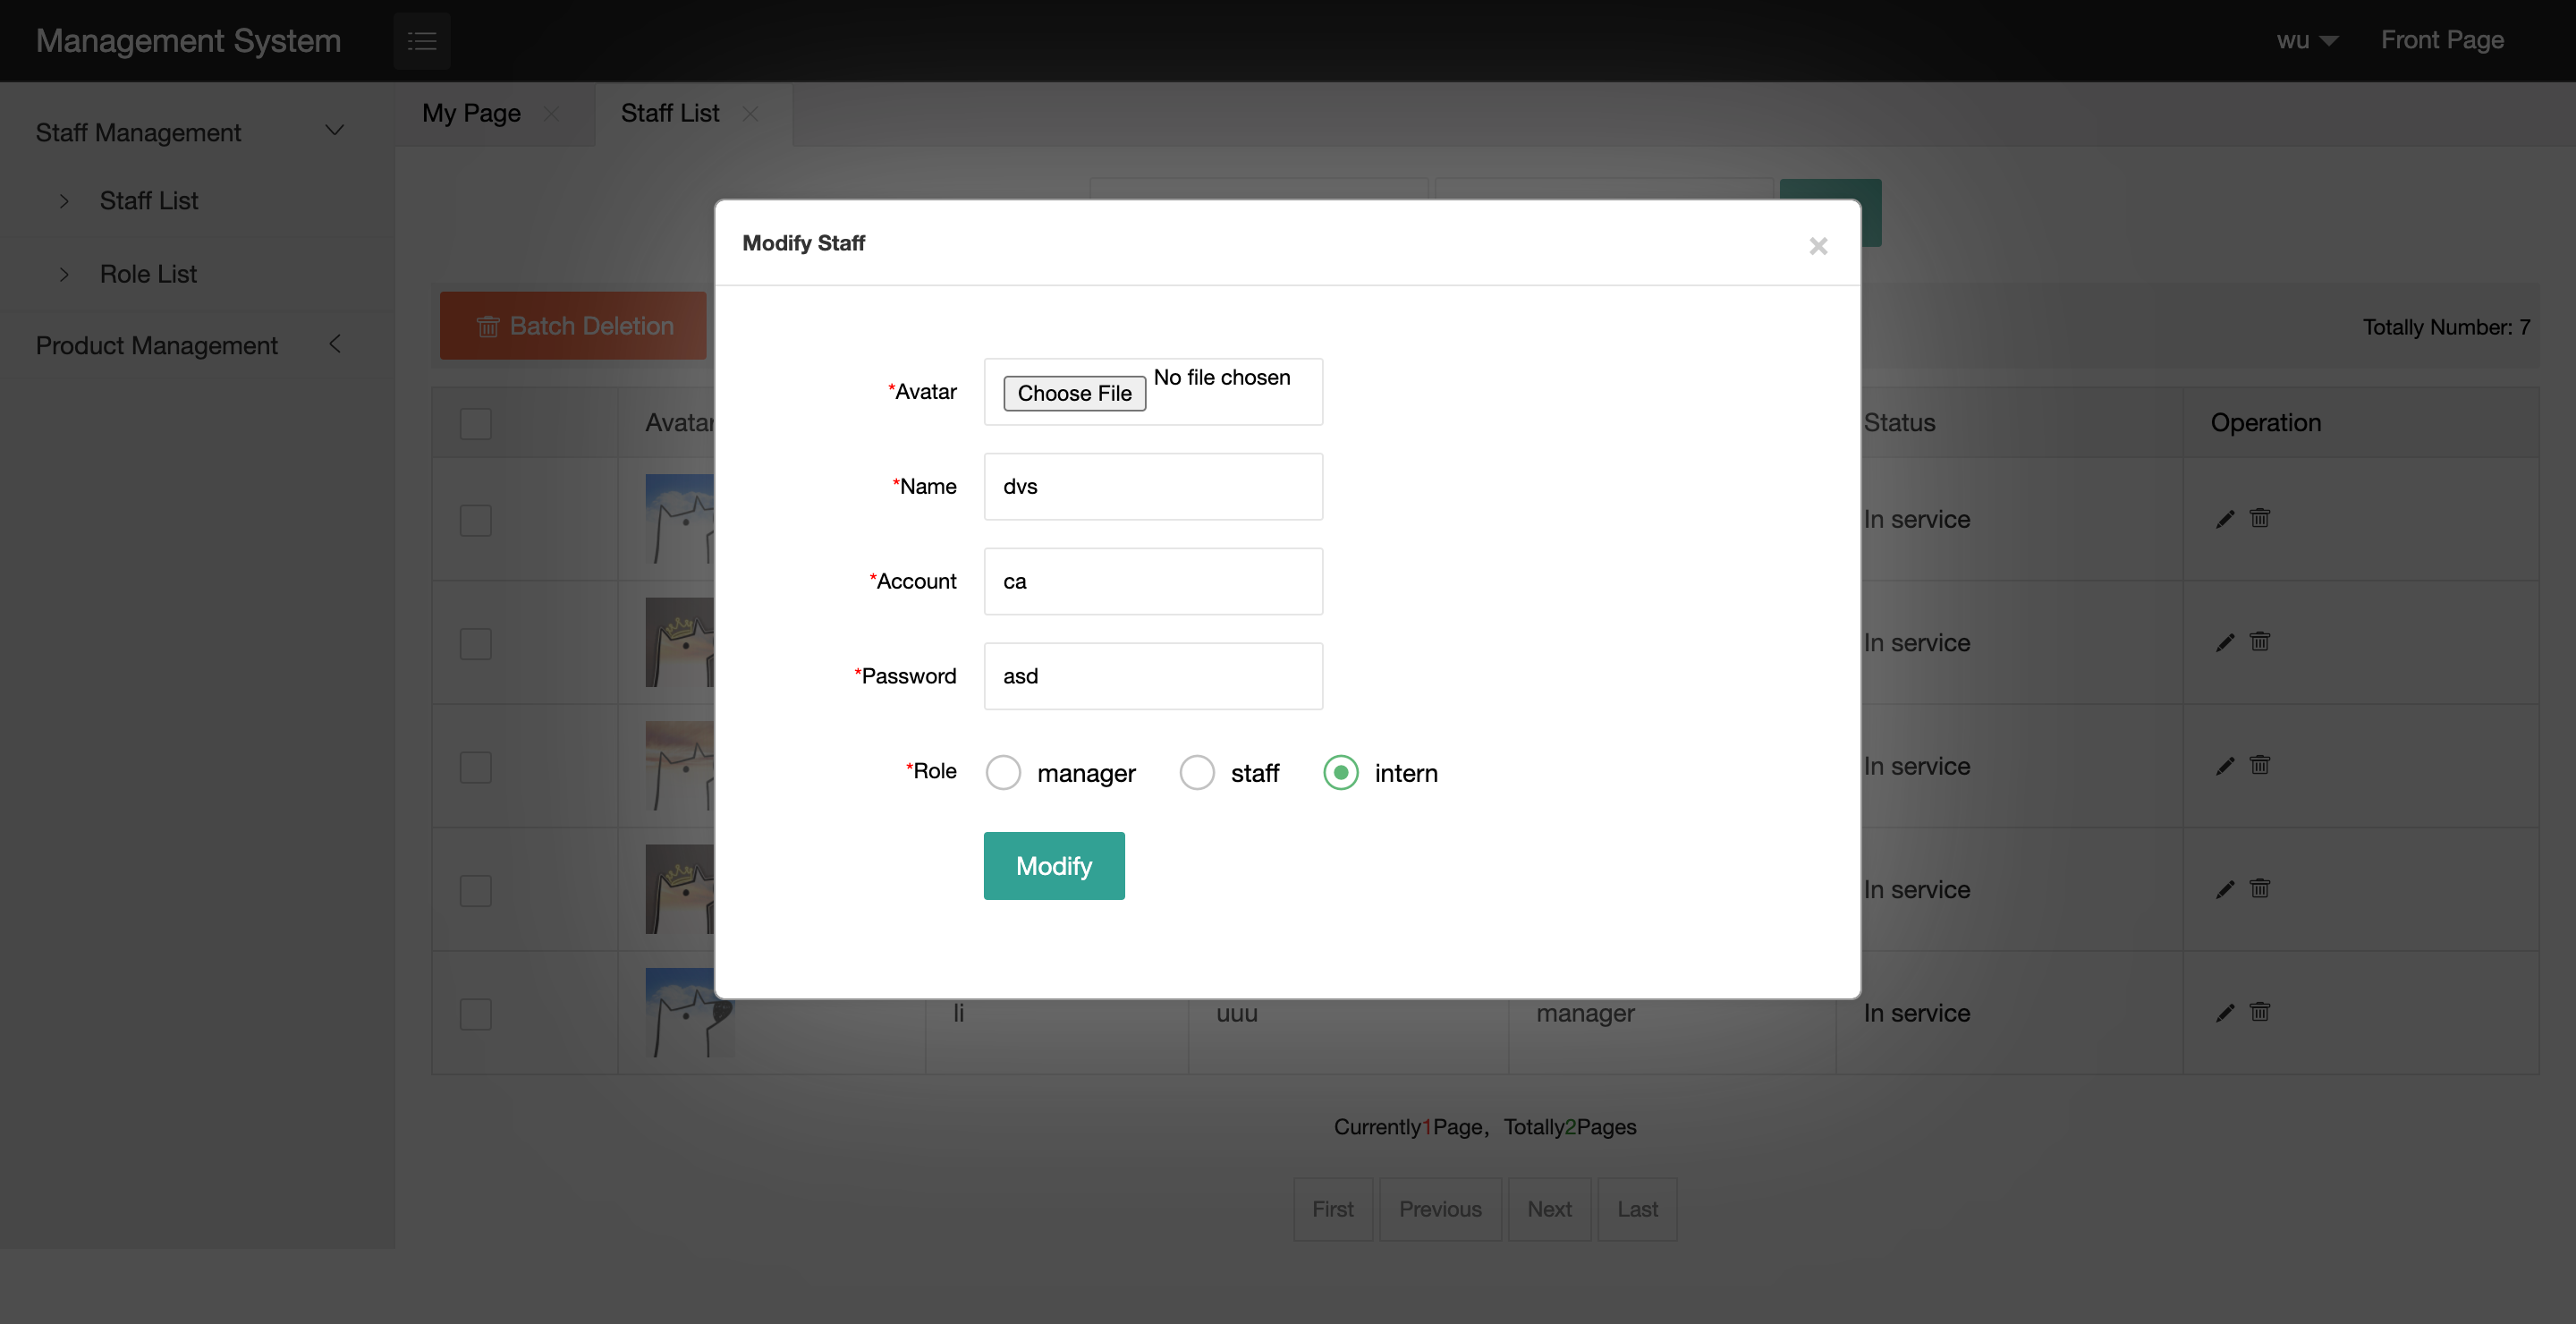 Management System
wu
Front Page
Staff Management
Staff List
Role List
Product Management
My Page
Staff List
Modify Staff
Batch Deletion
Totally Number: 7
*Avatar
Choose File
No file chosen
*Name
dvs
*Account
ca
*Password
asd
*Role
manager
staff
intern
Modify
Avatar
Status
Operation
In service
In service
In service
In service
li
uuu
manager
In service
Currently1Page, Totally2Pages
First
Previous
Next
Last